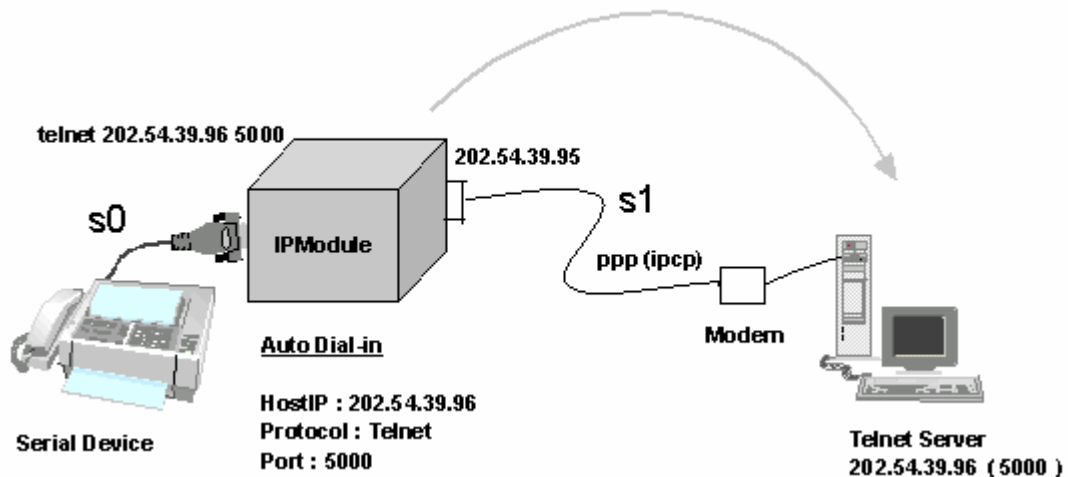 telnet 202.54.39.96 5000
202.54.39.95
s0
s1
IPModule
ppp (ipcp)
Modem
Auto Dial-in
HostIP : 202.54.39.96
Protocol : Telnet
Port : 5000
Serial Device
Telnet Server
202.54.39.96 ( 5000 )